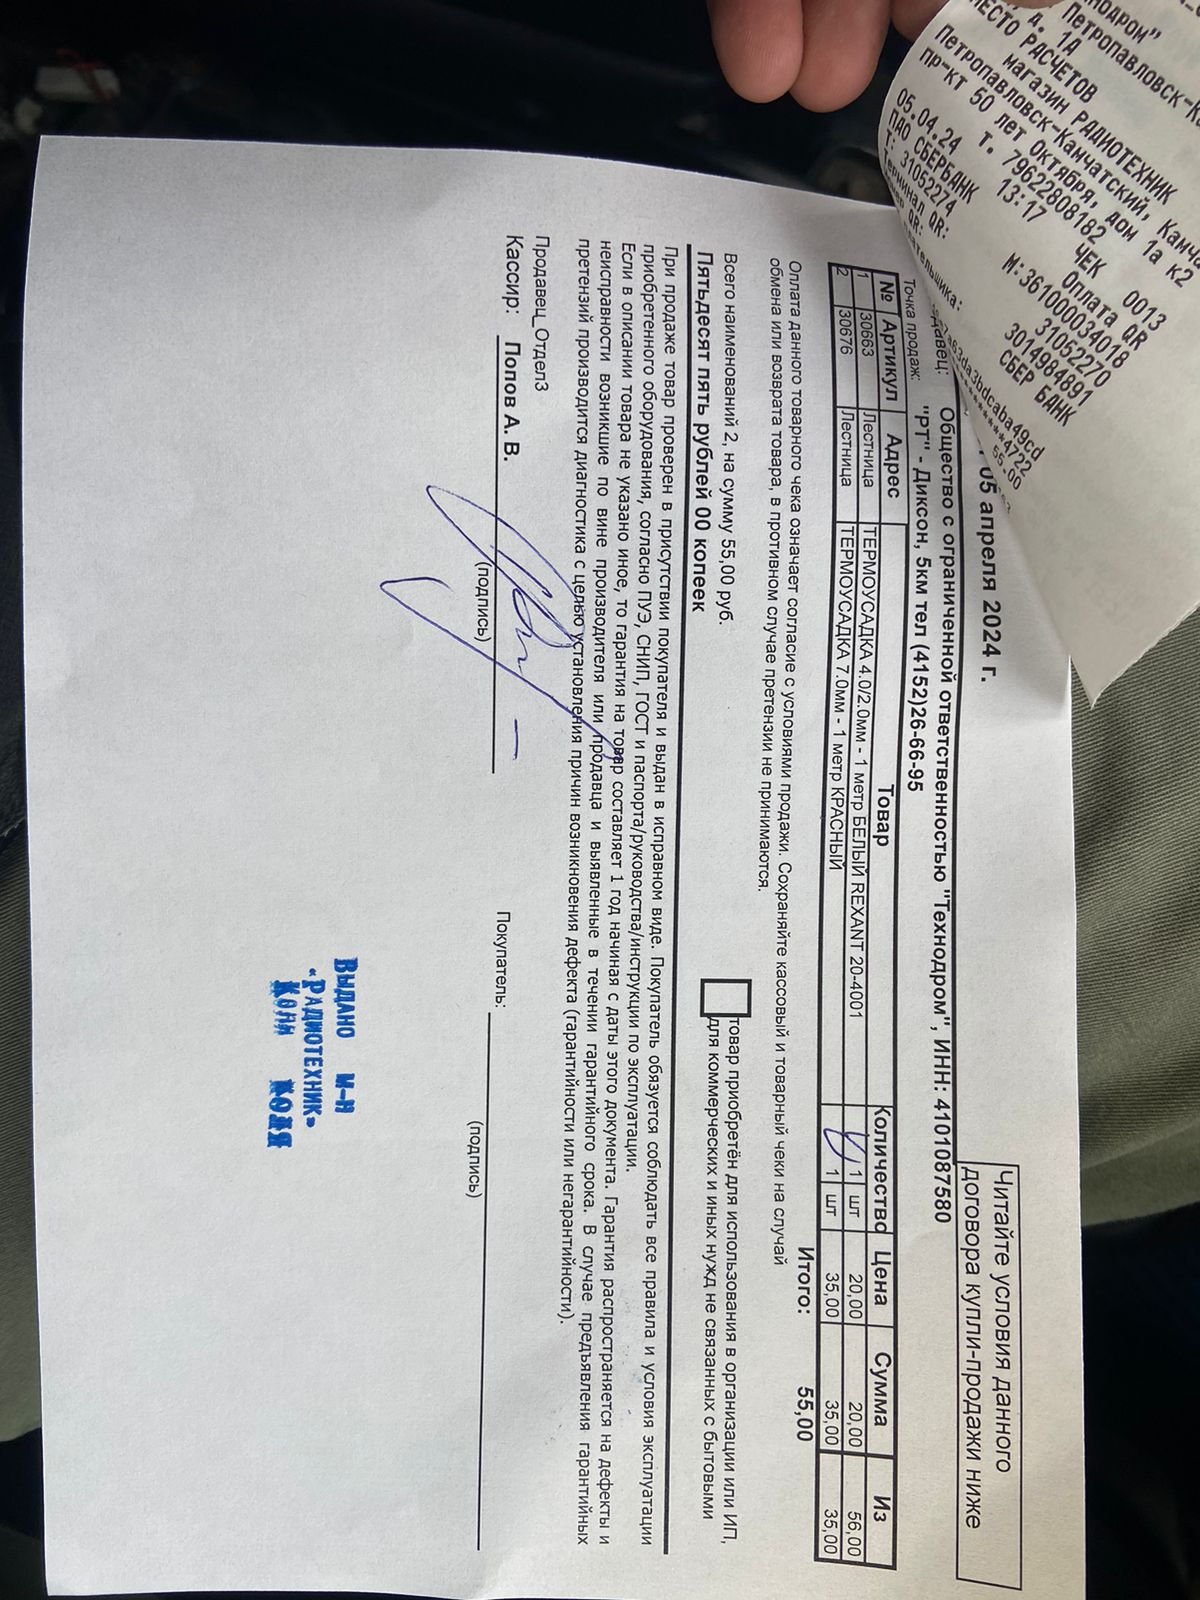 нодром"
Петропавловск-Ка
д. 1А
МЕСТО РАСЧЕТОВ
магазин РАДИОТЕХНИК
Петропавловск-Камчатский, Камча
пр-кт 50 лет Октября, дом 1а к2
т. 79622808182
ЧЕК 0013
05.04.24 13:17
Оплата QR
ПАО СБЕРБАНК М:361000034018
Т: 31052274 31052270
Терминал QR: 3014984891
QR: СБЕР БАНК
ательщика:
7a63da3bdcaba49cd
**********4722
55.00
05 апреля 2024 г.
Читайте условия данного
договора купли-продажи ниже
давец: Общество с ограниченной ответственностью "Технодром", ИНН: 4101087580
Точка продаж: "РТ" - Диксон, 5км тел (4152)26-66-95
№ Артикул Адрес Товар Количество Цена Сумма Из
1 30663 Лестница ТЕРМОУСАДКА 4.0/2.0мм - 1 метр БЕЛЫЙ REXANT 20-4001 1 шт 20,00 20,00 56,00
2 30676 Лестница ТЕРМОУСАДКА 7.0мм - 1 метр КРАСНЫЙ 1 шт 35,00 35,00 35,00
Итого: 55,00
Оплата данного товарного чека означает согласие с условиями продажи. Сохраняйте кассовый и товарный чеки на случай
обмена или возврата товара, в противном случае претензии не принимаются.
Всего наименований 2, на сумму 55,00 руб.
Пятьдесят пять рублей 00 копеек
товар приобретён для использования в организации или ИП,
для коммерческих и иных нужд не связанных с бытовыми
При продаже товар проверен в присутствии покупателя и выдан в исправном виде. Покупатель обязуется соблюдать все правила и условия эксплуатации
приобретенного оборудования, согласно ПУЭ, СНИП, ГОСТ и паспорта/руководства/инструкции по эксплуатации.
Если в описании товара не указано иное, то гарантия на товар составляет 1 год начиная с даты этого документа. Гарантия распространяется на дефекты и
неисправности возникшие по вине производителя или продавца и выявленные в течении гарантийного срока. В случае предъявления гарантийных
претензий производится диагностика с целью установления причин возникновения дефекта (гарантийности или негарантийности).
Продавец_Отдел3
Кассир: Попов А. В.
(подпись)
Покупатель:
(подпись)
ВЫДАНО М-Н
«РАДИОТЕХНИК»
КОЛЯ КОЛЯ